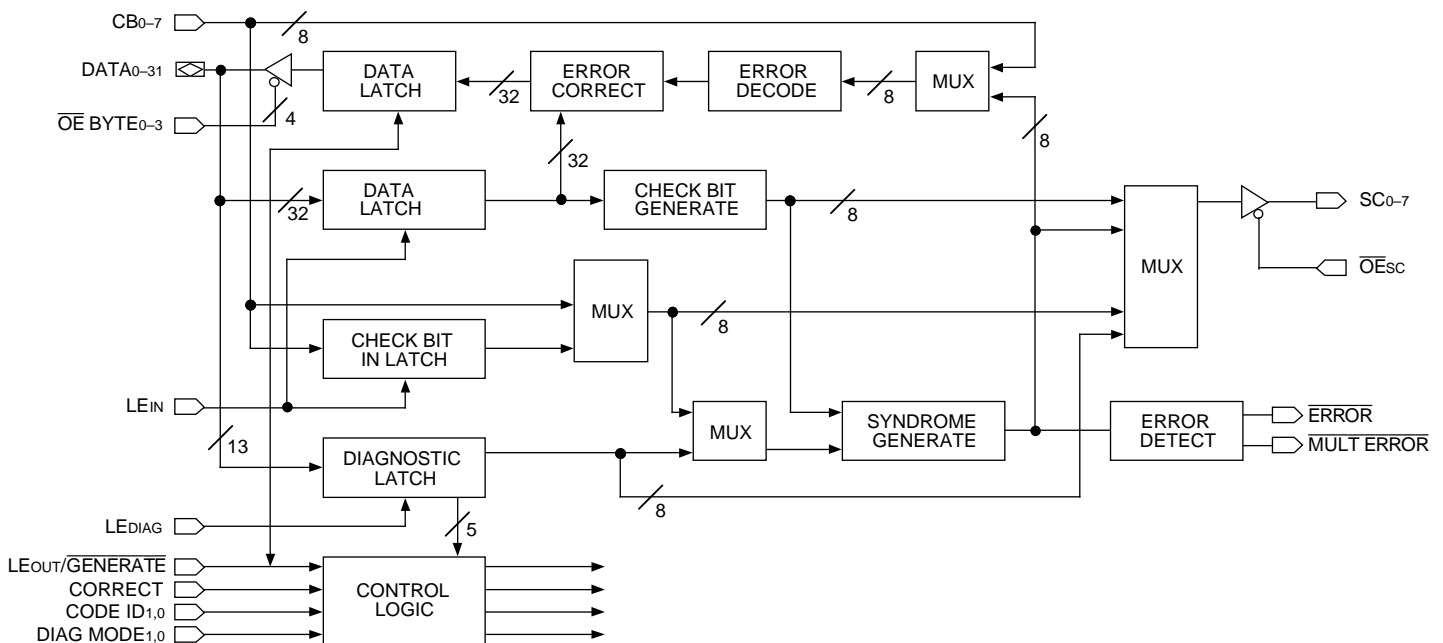 CB0–7
8
DATA0–31
DATA
LATCH
32
ERROR
CORRECT
ERROR
DECODE
8
MUX
OE BYTE0–3
4
8
32
32
DATA
LATCH
CHECK BIT
GENERATE
8
MUX
SC0–7
OESC
MUX
8
CHECK BIT
IN LATCH
LEIN
13
MUX
SYNDROME
GENERATE
ERROR
DETECT
ERROR
MULT ERROR
DIAGNOSTIC
LATCH
8
LEDIAG
5
LEOUT/GENERATE
CORRECT
CODE ID1,0
DIAG MODE1,0
CONTROL
LOGIC